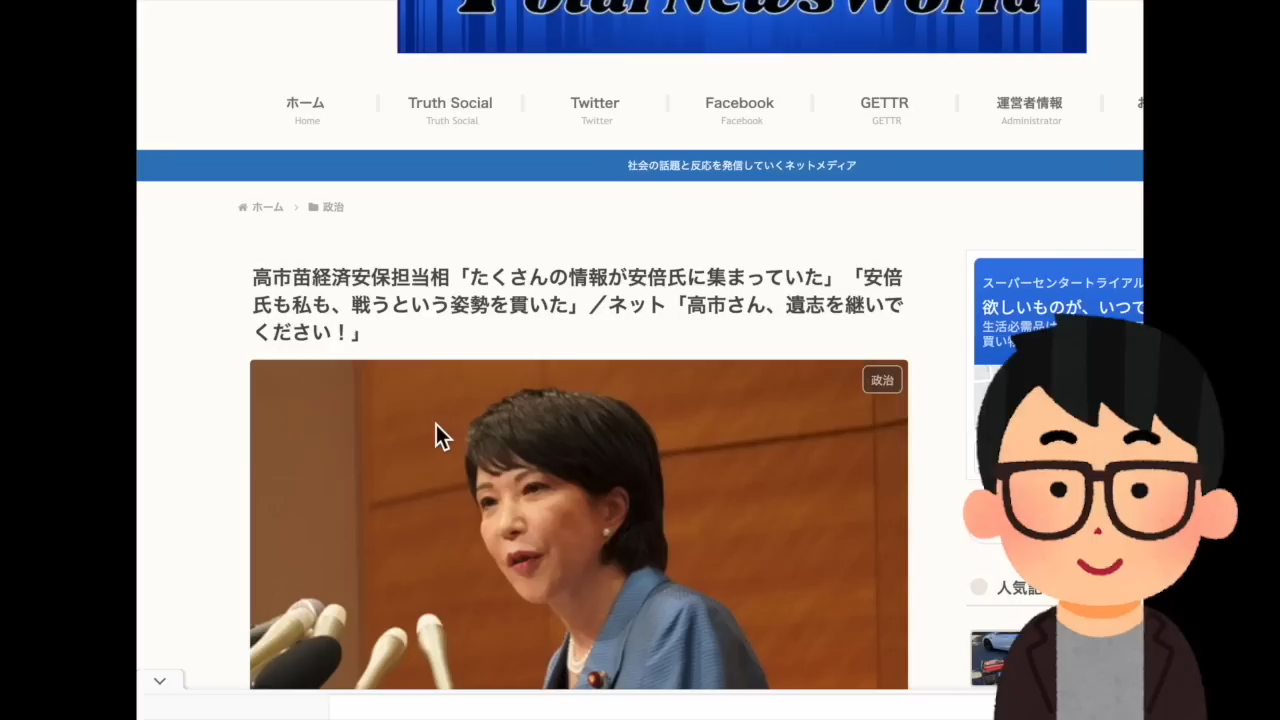 TotalNewsWorld
ホーム Truth Social Twitter Facebook GETTR 運営者情報
Home Truth Social Twitter Facebook GETTR Administrator
社会の話題と反応を発信していくネットメディア
ホーム › 政治
高市苗経済安保担当相「たくさんの情報が安倍氏に集まっていた」「安倍
氏も私も、戦うという姿勢を貫いた」／ネット「高市さん、遺志を継いで
ください！」
政治
スーパーセンタートライアル
欲しいものが、いつで
生活必需品
買い
人気記